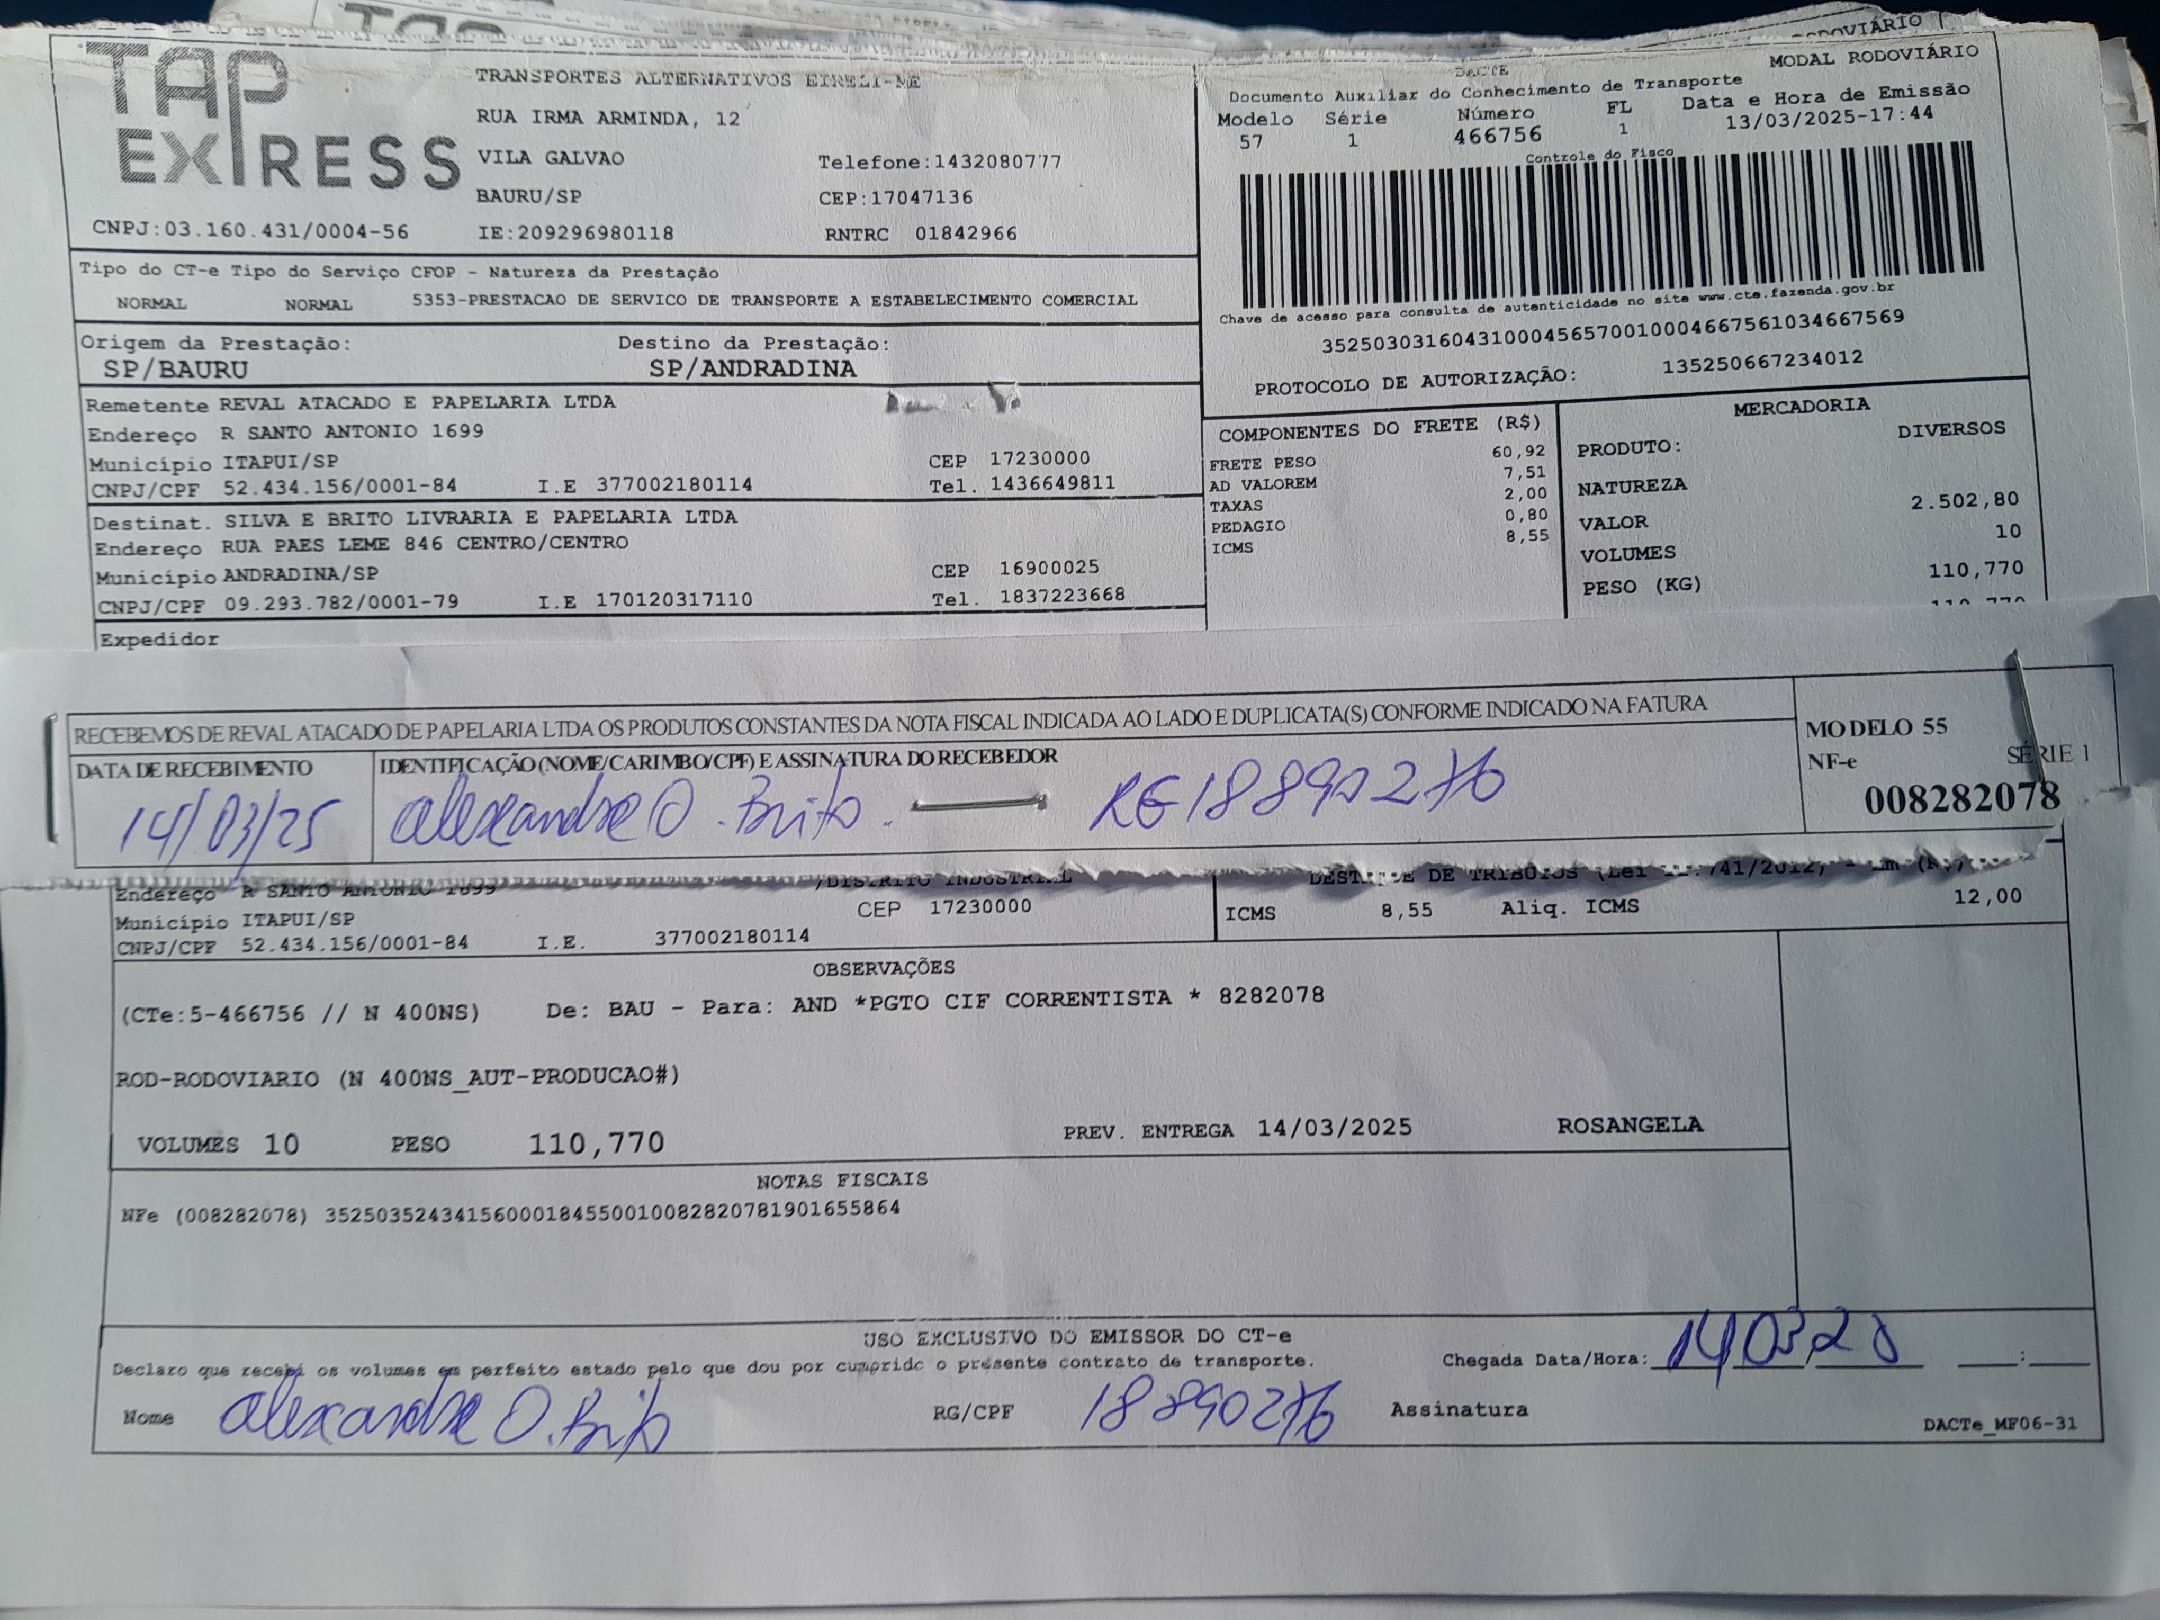 RODOVIÁRIO
TAP EXPRESS
TRANSPORTES ALTERNATIVOS EIRELI-ME
RUA IRMA ARMINDA, 12
VILA GALVAO Telefone:1432080777
BAURU/SP CEP:17047136
CNPJ:03.160.431/0004-56 IE:209296980118 RNTRC 01842966
DACTE MODAL RODOVIÁRIO
Documento Auxiliar do Conhecimento de Transporte
Modelo Série Número FL Data e Hora de Emissão
57 1 466756 1 13/03/2025-17:44
Controle do Fisco
Chave de acesso para consulta de autenticidade no site www.cte.fazenda.gov.br
35250303160431000456570010004667561034667569
PROTOCOLO DE AUTORIZAÇÃO: 135250667234012
Tipo do CT-e Tipo do Serviço CFOP - Natureza da Prestação
NORMAL NORMAL 5353-PRESTACAO DE SERVICO DE TRANSPORTE A ESTABELECIMENTO COMERCIAL
Origem da Prestação: Destino da Prestação:
SP/BAURU SP/ANDRADINA
Remetente REVAL ATACADO E PAPELARIA LTDA
Endereço R SANTO ANTONIO 1699
Município ITAPUI/SP CEP 17230000
CNPJ/CPF 52.434.156/0001-84 I.E 377002180114 Tel. 1436649811
Destinat. SILVA E BRITO LIVRARIA E PAPELARIA LTDA
Endereço RUA PAES LEME 846 CENTRO/CENTRO
Município ANDRADINA/SP CEP 16900025
CNPJ/CPF 09.293.782/0001-79 I.E 170120317110 Tel. 1837223668
Expedidor
COMPONENTES DO FRETE (R$)
FRETE PESO 60,92
AD VALOREM 7,51
TAXAS 2,00
PEDAGIO 0,80
ICMS 8,55
MERCADORIA
PRODUTO: DIVERSOS
NATUREZA
VALOR 2.502,80
VOLUMES 10
PESO (KG) 110,770
110,770
RECEBEMOS DE REVAL ATACADO DE PAPELARIA LTDA OS PRODUTOS CONSTANTES DA NOTA FISCAL INDICADA AO LADO E DUPLICATA(S) CONFORME INDICADO NA FATURA
DATA DE RECEBIMENTO IDENTIFICAÇÃO (NOME/CARIMBO/CPF) E ASSINATURA DO RECEBEDOR
14/03/25 alexandre O. Brito. RG 18890276
MODELO 55
NF-e SÉRIE 1
008282078
Endereço R SANTO ANTONIO 1699 /DISTRITO INDUSTRIAL
Município ITAPUI/SP CEP 17230000
CNPJ/CPF 52.434.156/0001-84 I.E. 377002180114
DE TRIBUTOS
ICMS 8,55 Aliq. ICMS 12,00
OBSERVAÇÕES
(CTe:5-466756 // N 400NS) De: BAU - Para: AND *PGTO CIF CORRENTISTA * 8282078
ROD-RODOVIARIO (N 400NS_AUT-PRODUCAO#)
VOLUMES 10 PESO 110,770 PREV. ENTREGA 14/03/2025 ROSANGELA
NOTAS FISCAIS
NFe (008282078) 35250352434156000184550010082820781901655864
USO EXCLUSIVO DO EMISSOR DO CT-e
Declaro que recebi os volumes em perfeito estado pelo que dou por cumprido o presente contrato de transporte. Chegada Data/Hora: 14 03 25 :
Nome alexandre O. Brito RG/CPF 18890276 Assinatura
DACTe_MF06-31